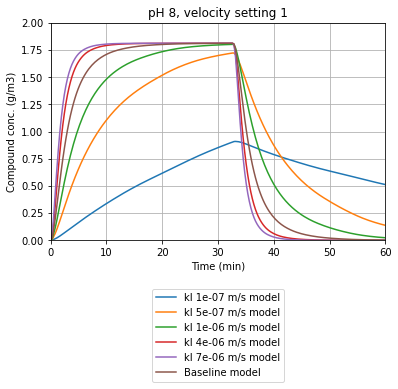 pH 8, velocity setting 1
Compound conc. (g/m3)
2.00
1.75
1.50
1.25
1.00
0.75
0.50
0.25
0.00
0 10 20 30 40 50 60
Time (min)
kl 1e-07 m/s model
kl 5e-07 m/s model
kl 1e-06 m/s model
kl 4e-06 m/s model
kl 7e-06 m/s model
Baseline model